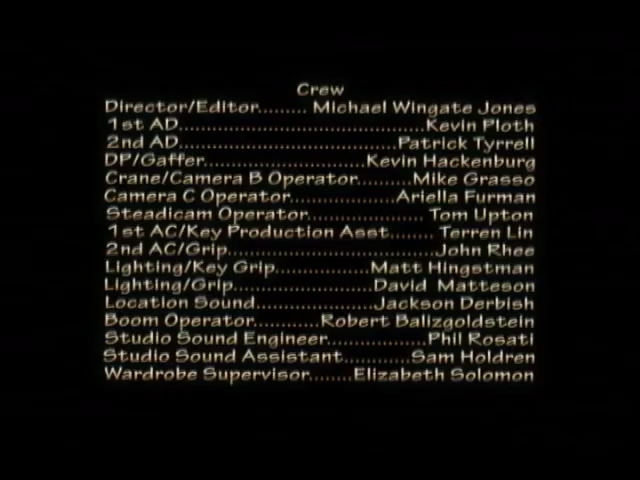 Crew
Director/Editor........ Michael Wingate Jones
1st AD.........................................Kevin Ploth
2nd AD....................................Patrick Tyrrell
DP/Gaffer...........................Kevin Hackenburg
Crane/Camera B Operator.........Mike Grasso
Camera C Operator.................Ariella Furman
Steadicam Operator................... Tom Upton
1st AC/Key Production Asst........Terren Lin
2nd AC/Grip..................................John Rhee
Lighting/Key Grip................Matt Hingstman
Lighting/Grip........................David Matteson
Location Sound....................Jackson Derbish
Boom Operator...........Robert Balizgoldstein
Studio Sound Engineer.................Phil Rosati
Studio Sound Assistant............Sam Holdren
Wardrobe Supervisor.......Elizabeth Solomon